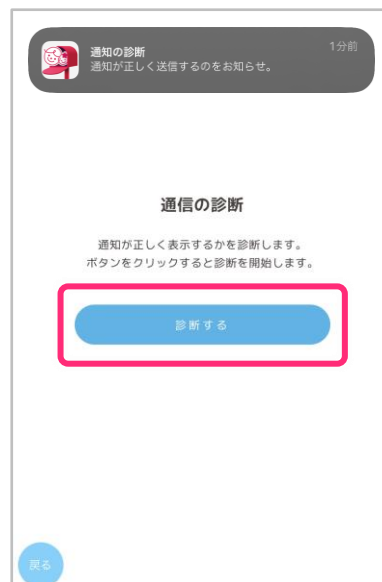 通知の診断
1分前
通知が正しく送信するのをお知らせ。
通信の診断
通知が正しく表示するかを診断します。
ボタンをクリックすると診断を開始します。
診断する
戻る